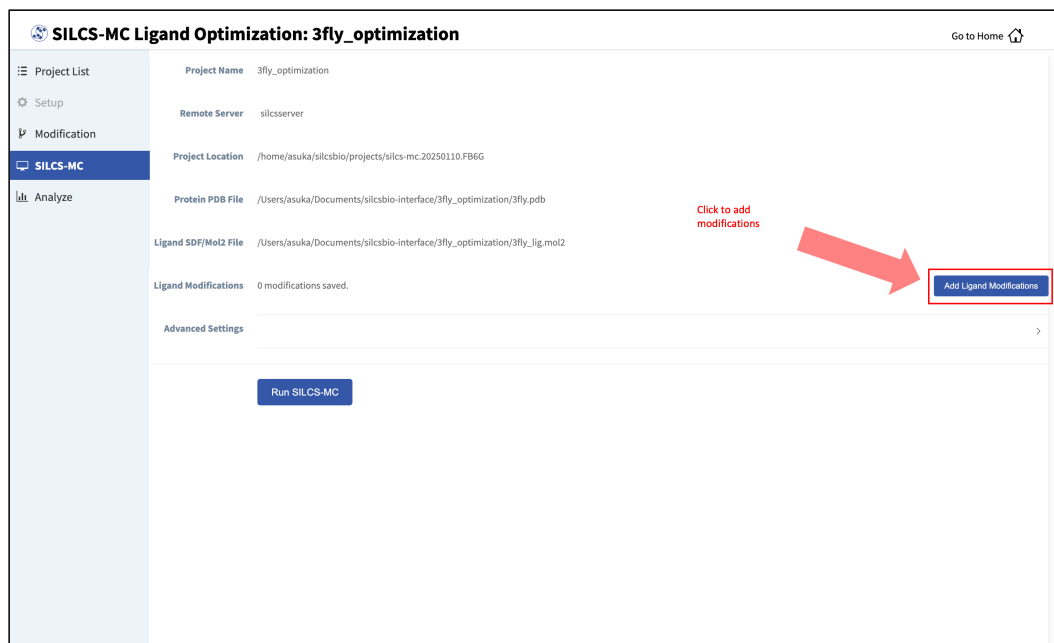 SILCS-MC Ligand Optimization: 3fly_optimization
Go to Home
Project List
Setup
Modification
SILCS-MC
Analyze
Project Name 3fly_optimization
Remote Server silcsserver
Project Location /home/asuka/silcsbio/projects/silcs-mc.20250110.FB6G
Protein PDB File /Users/asuka/Documents/silcsbio-interface/3fly_optimization/3fly.pdb
Click to add
modifications
Ligand SDF/Mol2 File /Users/asuka/Documents/silcsbio-interface/3fly_optimization/3fly_lig.mol2
Ligand Modifications 0 modifications saved.
Add Ligand Modifications
Advanced Settings
Run SILCS-MC